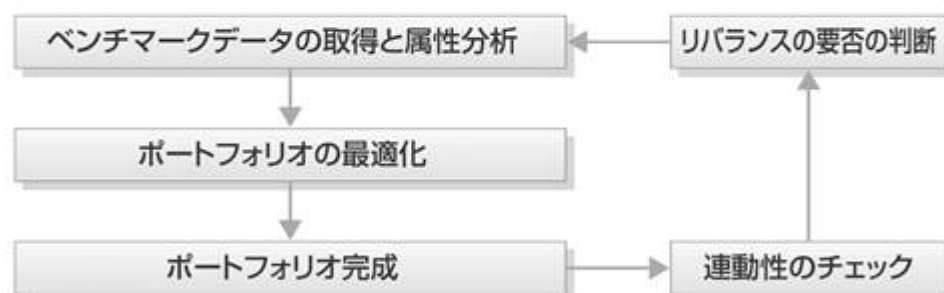 ベンチマークデータの取得と属性分析
リバランスの要否の判断
ポートフォリオの最適化
ポートフォリオ完成
連動性のチェック